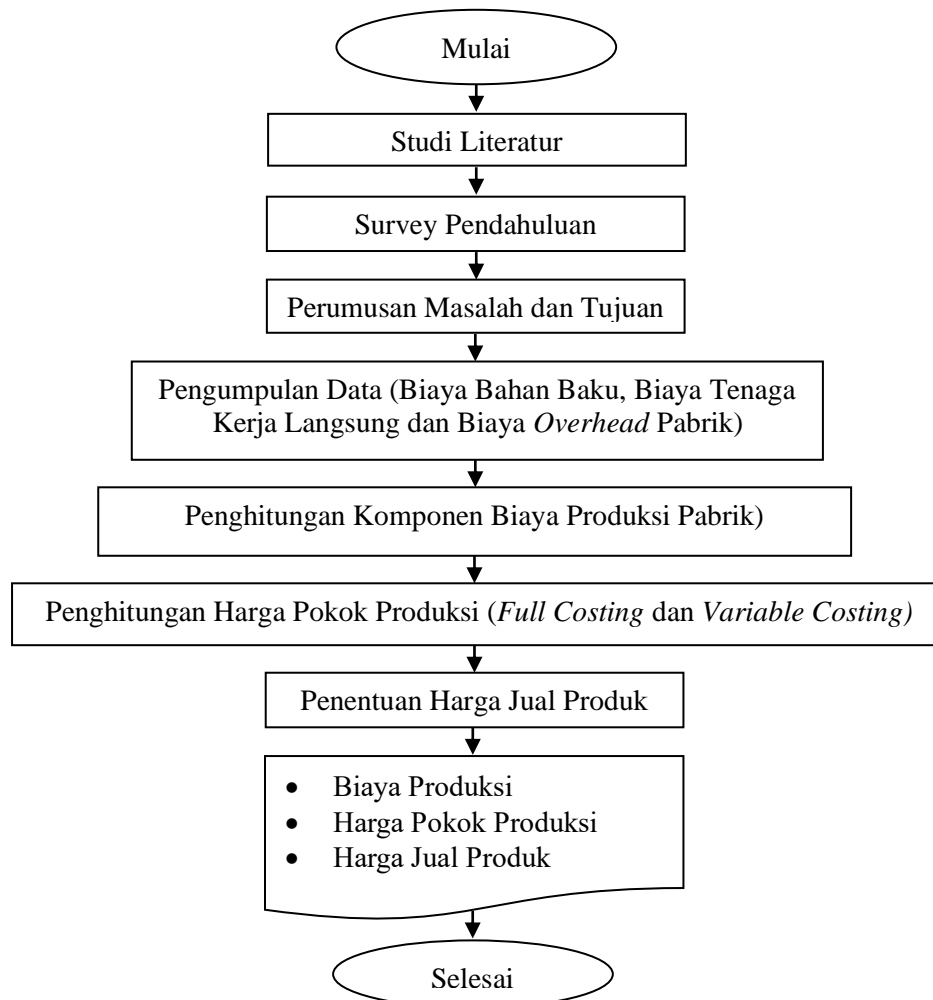 Mulai
Studi Literatur
Survey Pendahuluan
Perumusan Masalah dan Tujuan
Pengumpulan Data (Biaya Bahan Baku, Biaya Tenaga
Kerja Langsung dan Biaya Overhead Pabrik)
Penghitungan Komponen Biaya Produksi Pabrik)
Penghitungan Harga Pokok Produksi (Full Costing dan Variable Costing)
Penentuan Harga Jual Produk
• Biaya Produksi
• Harga Pokok Produksi
• Harga Jual Produk
Selesai